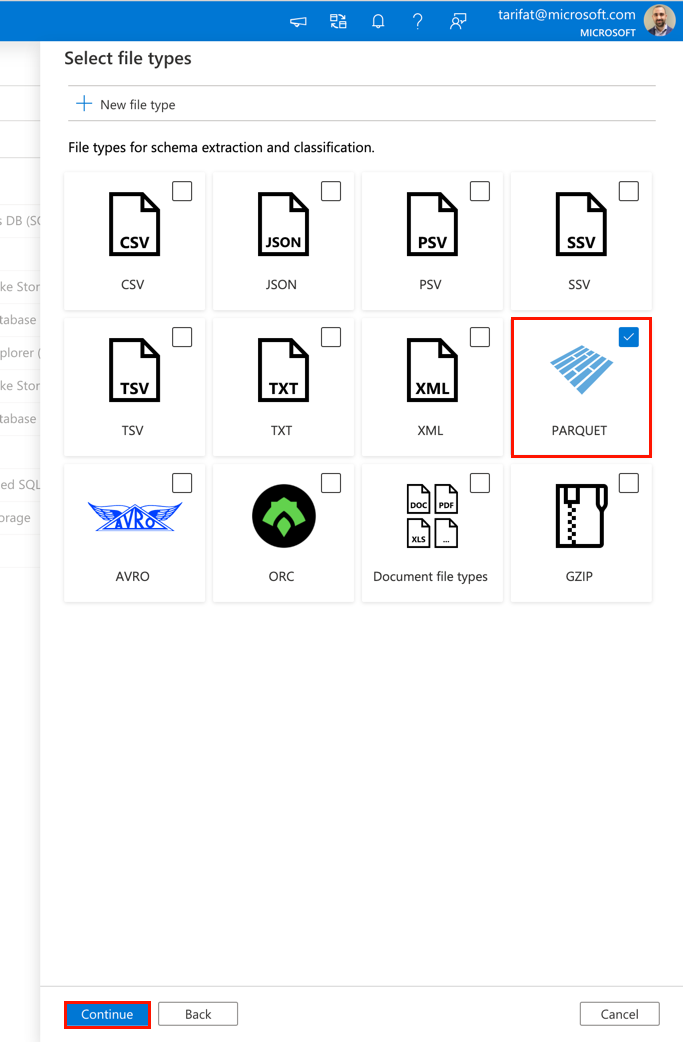 tarifat@microsoft.com
MICROSOFT
Select file types
New file type
File types for schema extraction and classification.
s DB (SQ
ke Stor
tabase
xplorer (
ke Stor
tabase
ed SQL
orage
CSV
JSON
PSV
SSV
CSV
JSON
PSV
SSV
TSV
TXT
XML
TSV
TXT
XML
PARQUET
AVRO
DOC
PDF
XLS
...
AVRO
ORC
Document file types
GZIP
Continue
Back
Cancel